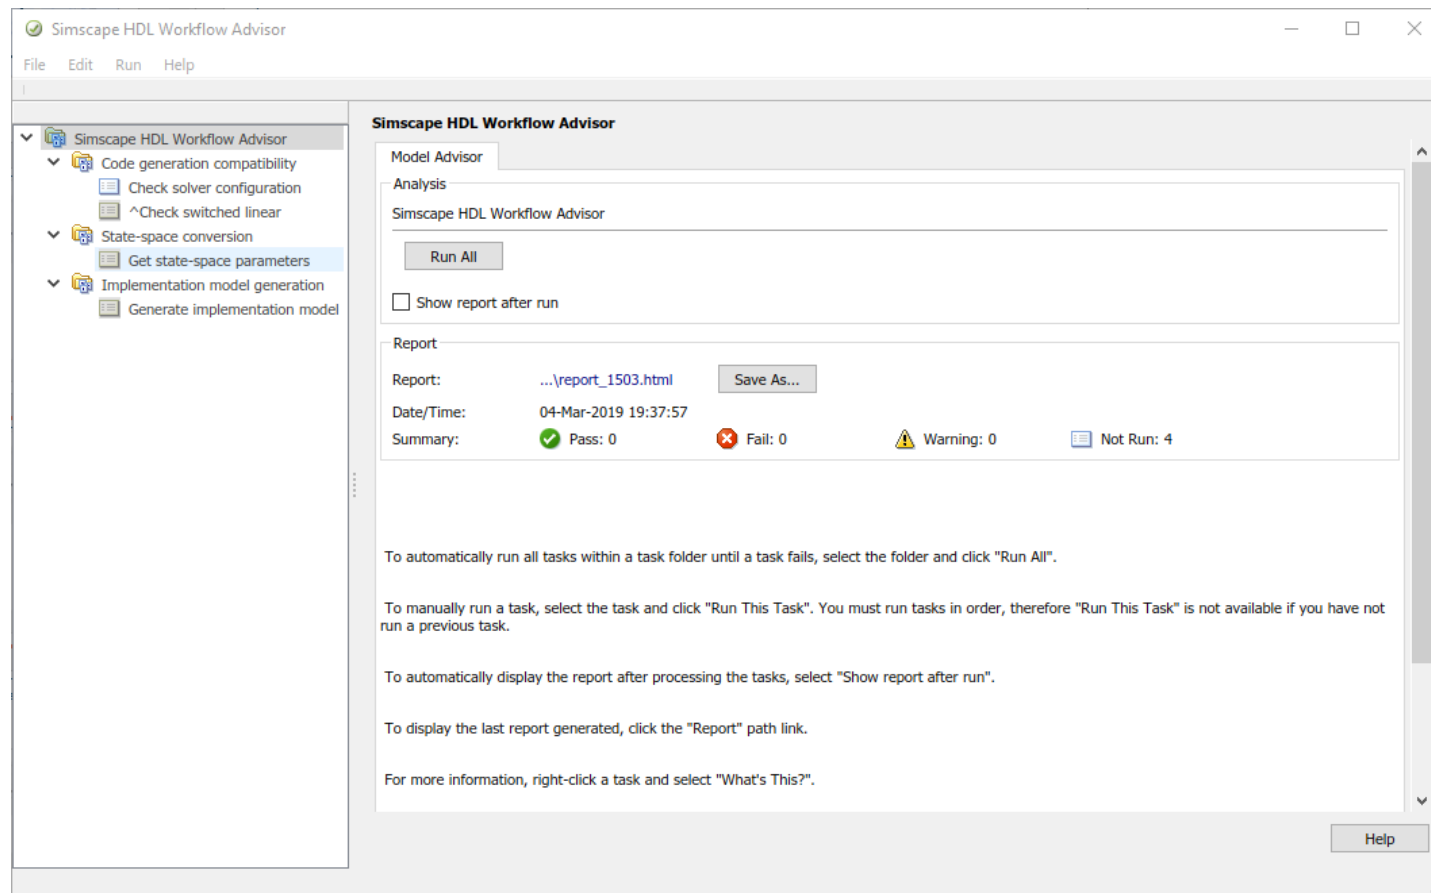 Simscape HDL Workflow Advisor
File Edit Run Help
Simscape HDL Workflow Advisor
Code generation compatibility
Check solver configuration
^Check switched linear
State-space conversion
Get state-space parameters
Implementation model generation
Generate implementation model
Simscape HDL Workflow Advisor
Model Advisor
Analysis
Simscape HDL Workflow Advisor
Run All
Show report after run
Report
Report: ...\report_1503.html Save As...
Date/Time: 04-Mar-2019 19:37:57
Summary: Pass: 0 Fail: 0 Warning: 0 Not Run: 4
To automatically run all tasks within a task folder until a task fails, select the folder and click "Run All".
To manually run a task, select the task and click "Run This Task". You must run tasks in order, therefore "Run This Task" is not available if you have not
run a previous task.
To automatically display the report after processing the tasks, select "Show report after run".
To display the last report generated, click the "Report" path link.
For more information, right-click a task and select "What's This?".
Help